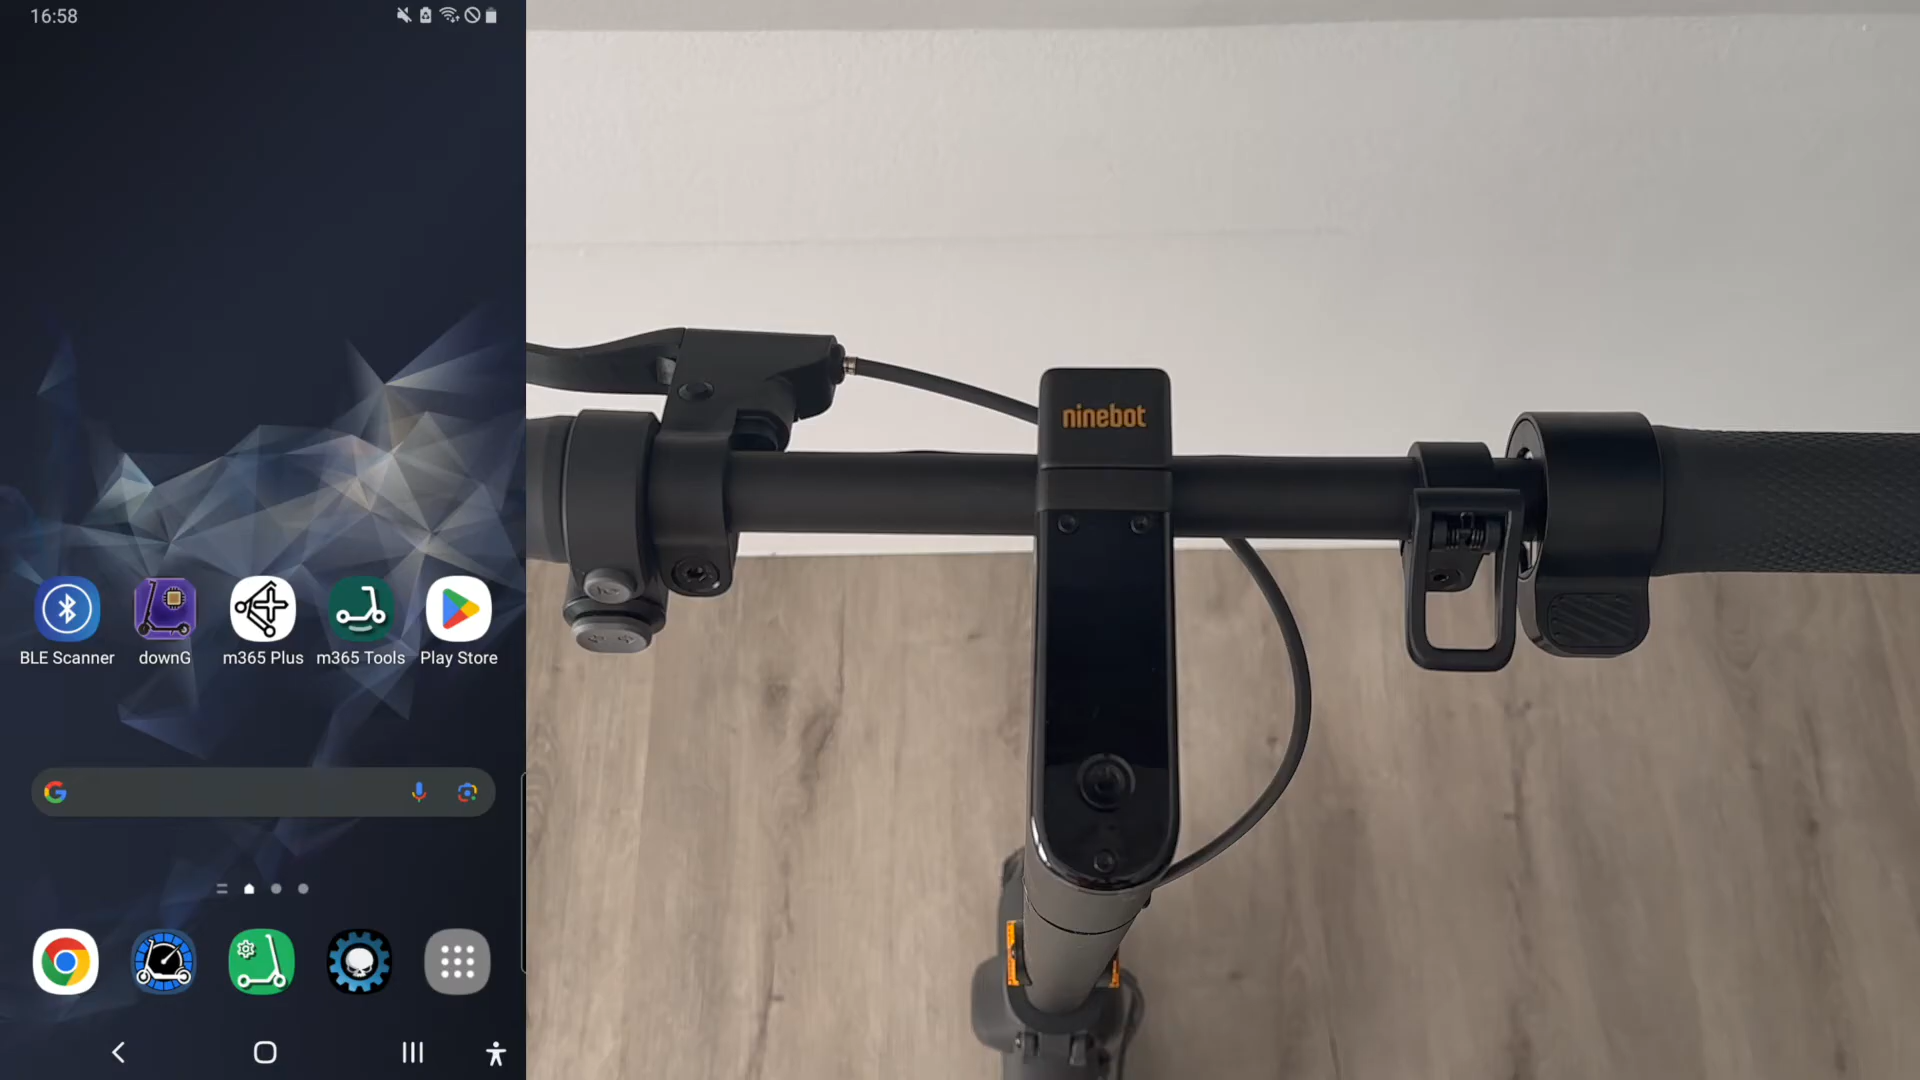 16:58
ninebot
BLE Scanner
downG
m365 Plus
m365 Tools
Play Store